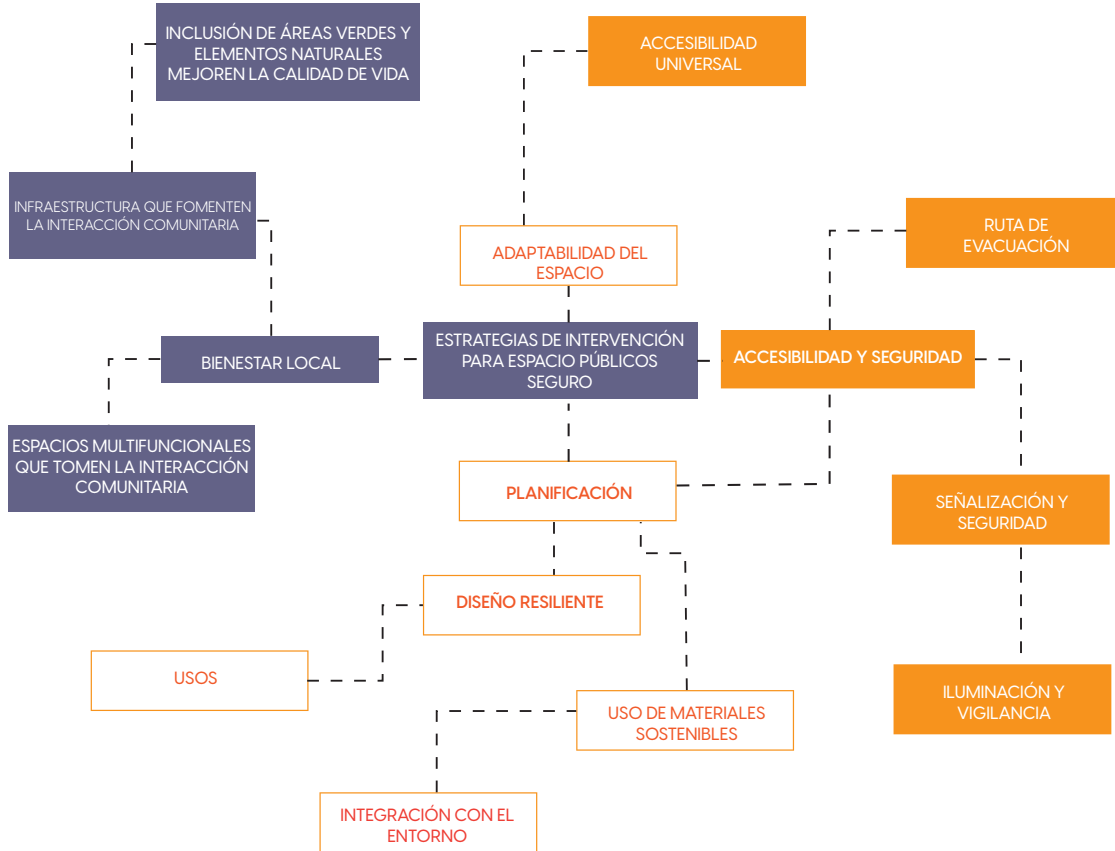 INCLUSIÓN DE ÁREAS VERDES Y
ELEMENTOS NATURALES
MEJOREN LA CALIDAD DE VIDA
ACCESIBILIDAD
UNIVERSAL
INFRAESTRUCTURA QUE FOMENTEN
LA INTERACCIÓN COMUNITARIA
RUTA DE
EVACUACIÓN
ADAPTABILIDAD DEL
ESPACIO
ESTRATEGIAS DE INTERVENCIÓN
PARA ESPACIO PÚBLICOS
SEGURO
BIENESTAR LOCAL
ACCESIBILIDAD Y SEGURIDAD
ESPACIOS MULTIFUNCIONALES
QUE TOMEN LA INTERACCIÓN
COMUNITARIA
PLANIFICACIÓN
SEÑALIZACIÓN Y
SEGURIDAD
DISEÑO RESILIENTE
USOS
USO DE MATERIALES
SOSTENIBLES
ILUMINACIÓN Y
VIGILANCIA
INTEGRACIÓN CON EL
ENTORNO